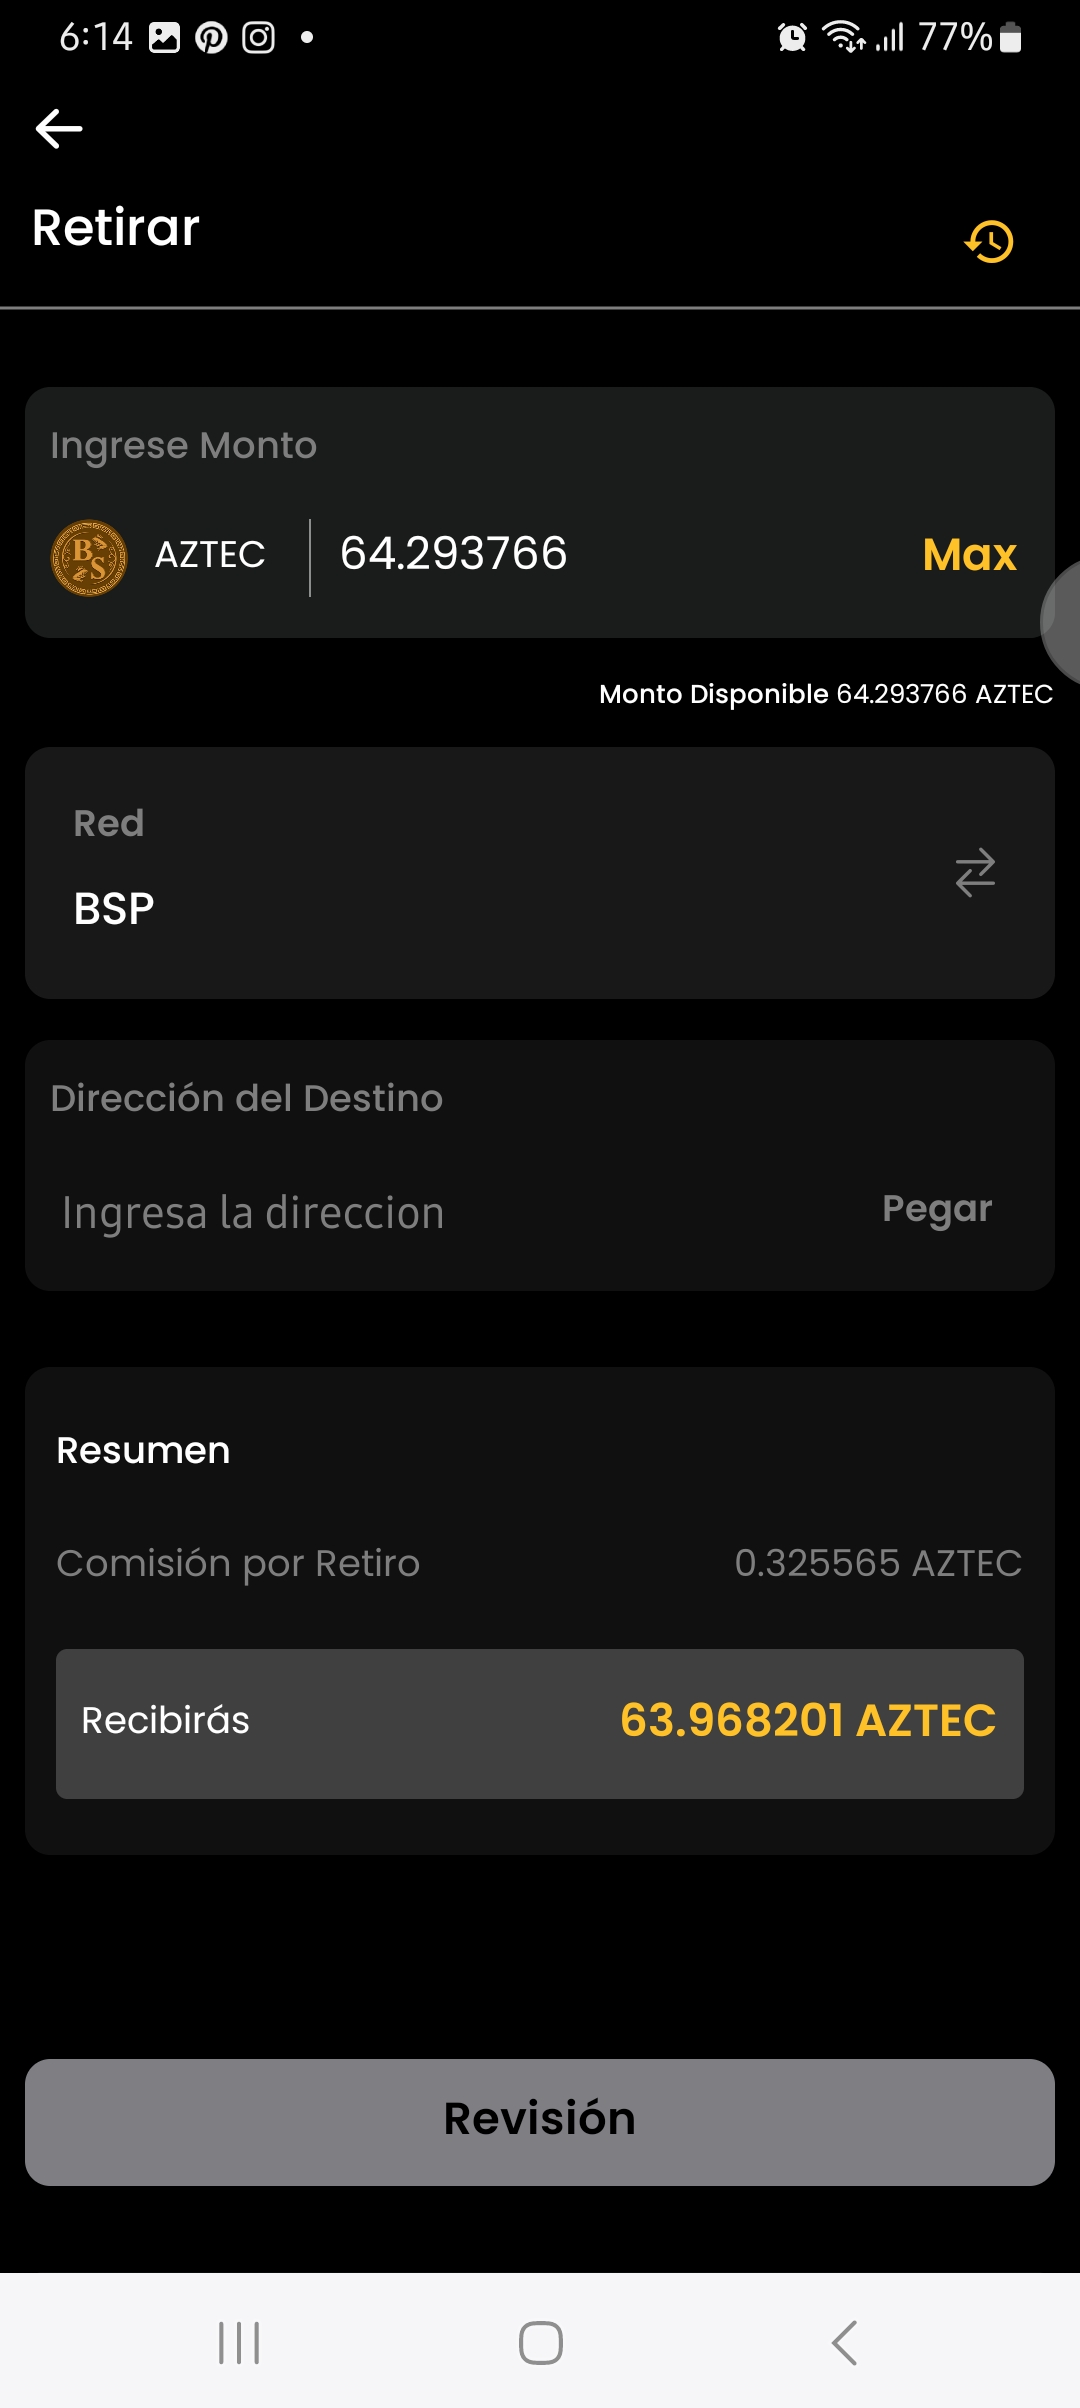 6:14
77%
Retirar
Ingrese Monto
BS
AZTEC 64.293766 Max
Monto Disponible 64.293766 AZTEC
Red
BSP
Dirección del Destino
Ingresa la direccion Pegar
Resumen
Comisión por Retiro 0.325565 AZTEC
Recibirás 63.968201 AZTEC
Revisión